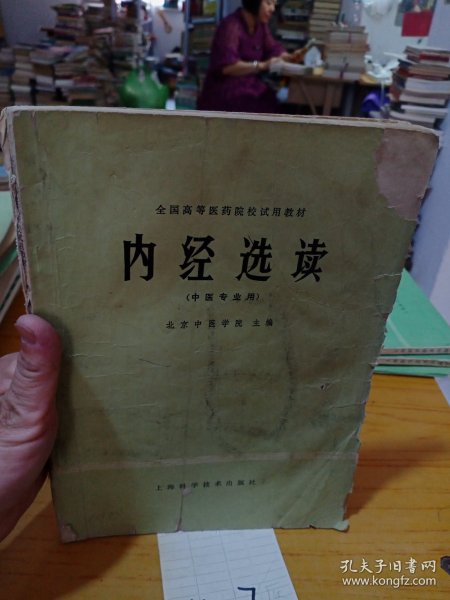 全国高等医药院校试用教材
内经选读
(中医专业用)
北京中医学院 主编
上海科学技术出版社
7
孔夫子旧书网
www.kongfz.com